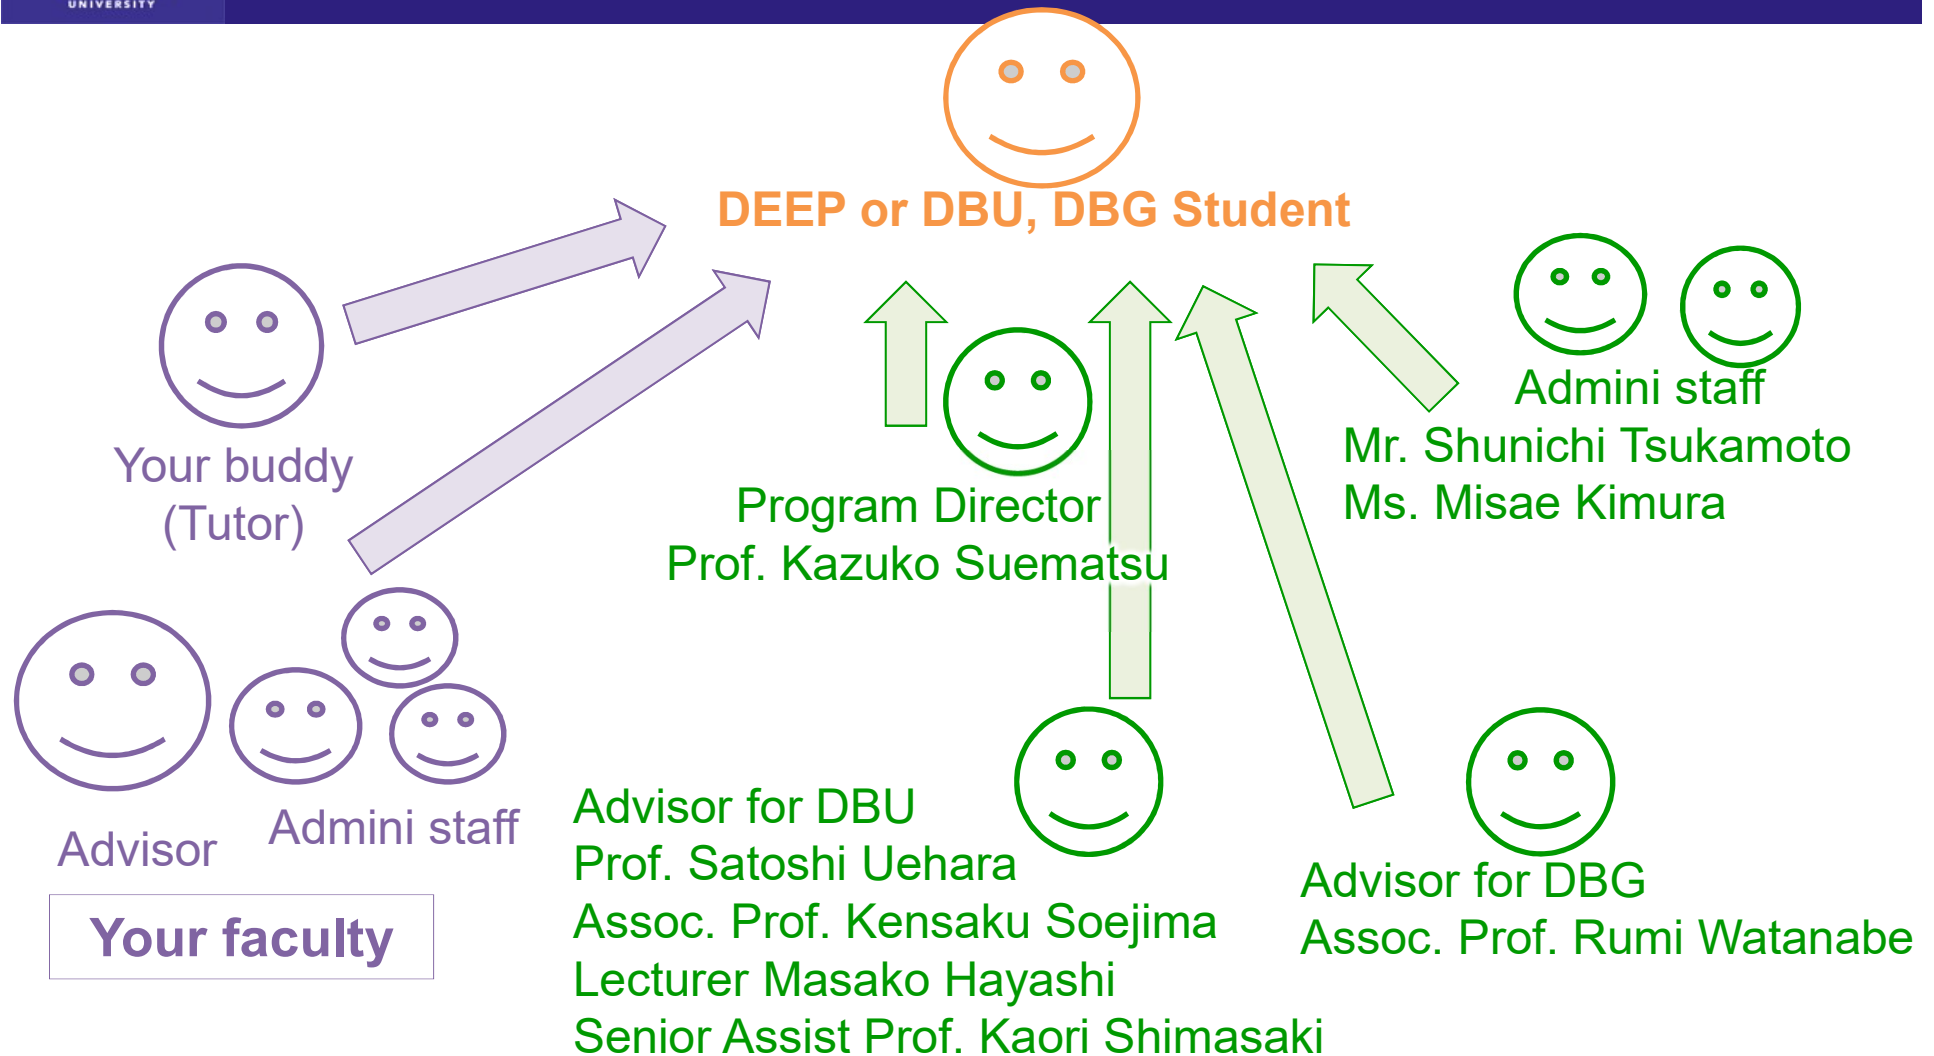 UNIVERSITY
DEEP or DBU, DBG Student
Your buddy
(Tutor)
Program Director
Prof. Kazuko Suematsu
Admini staff
Mr. Shunichi Tsukamoto
Ms. Misae Kimura
Advisor
Admini staff
Your faculty
Advisor for DBU
Prof. Satoshi Uehara
Assoc. Prof. Kensaku Soejima
Lecturer Masako Hayashi
Senior Assist Prof. Kaori Shimasaki
Advisor for DBG
Assoc. Prof. Rumi Watanabe